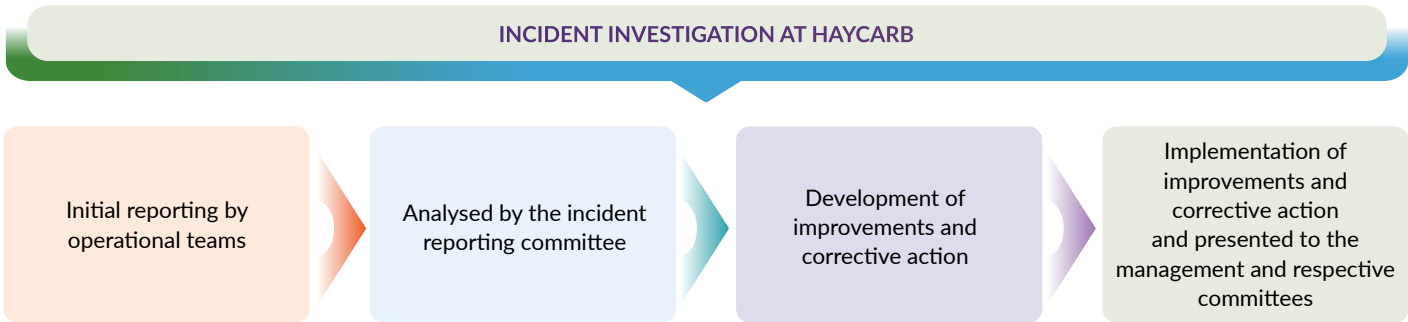 INCIDENT INVESTIGATION AT HAYCARB
Initial reporting by
operational teams
Analysed by the incident
reporting committee
Development of
improvements and
corrective action
Implementation of
improvements and
corrective action
and presented to the
management and respective
committees